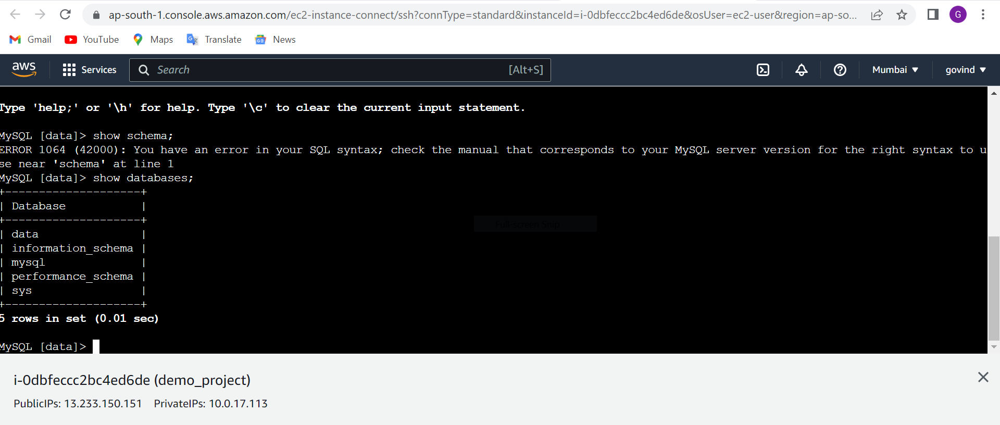 ap-south-1.console.aws.amazon.com/ec2-instance-connect/ssh?connType=standard&instanceId=i-0dbfeccc2bc4ed6de&osUser=ec2-user&region=ap-so...
G
Gmail YouTube Maps Translate News
aws Services Search [Alt+S] Mumbai govind
Type 'help;' or '\h' for help. Type '\c' to clear the current input statement.
MySQL [data]> show schema;
ERROR 1064 (42000): You have an error in your SQL syntax; check the manual that corresponds to your MySQL server version for the right syntax to u
se near 'schema' at line 1
MySQL [data]> show databases;
+--------------------+
| Database           |
+--------------------+
| data               |
| information_schema |
| mysql              |
| performance_schema |
| sys                |
+--------------------+
5 rows in set (0.01 sec)
Full-screen Snip
MySQL [data]>
i-0dbfeccc2bc4ed6de (demo_project)
PublicIPs: 13.233.150.151 PrivateIPs: 10.0.17.113